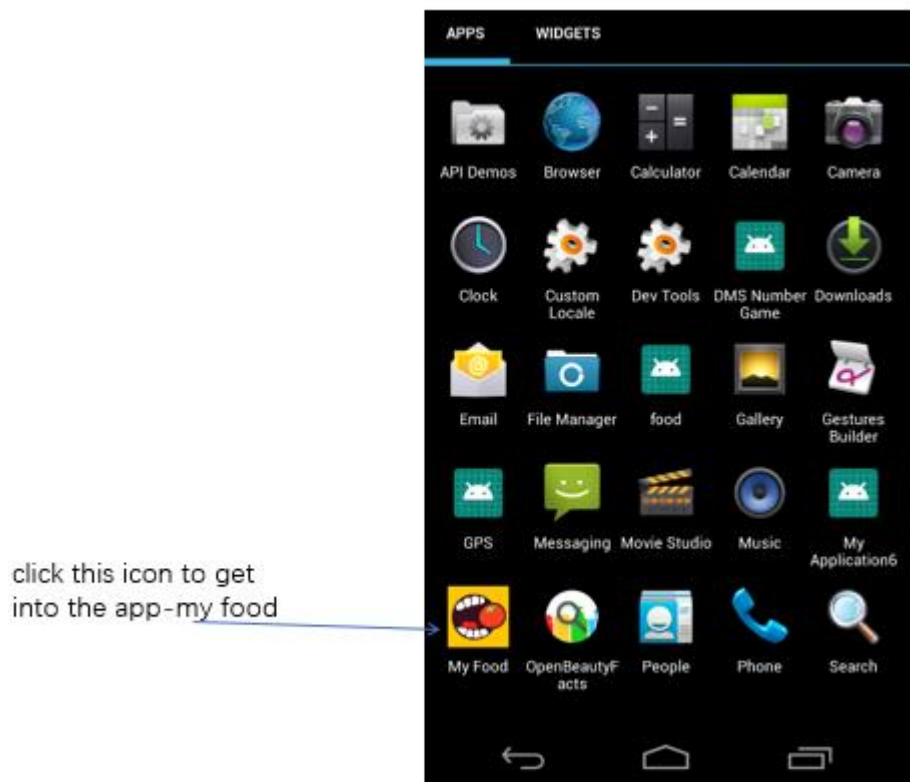 APPS WIDGETS
API Demos Browser Calculator Calendar Camera
Clock Custom Locale Dev Tools DMS Number Game Downloads
Email File Manager food Gallery Gestures Builder
GPS Messaging Movie Studio Music My Application6
click this icon to get
into the app-my food
My Food OpenBeautyF acts People Phone Search